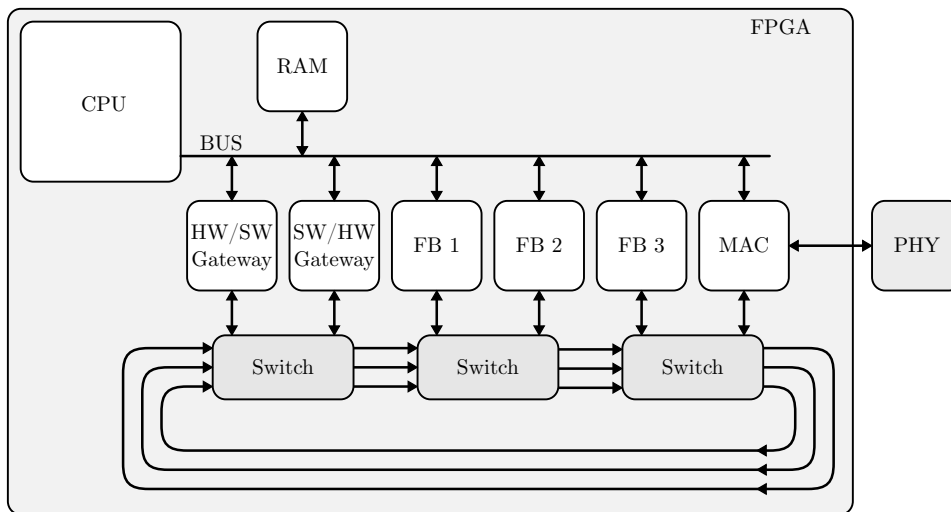 FPGA
CPU
RAM
BUS
HW/SW
Gateway
SW/HW
Gateway
FB 1
FB 2
FB 3
MAC
PHY
Switch
Switch
Switch